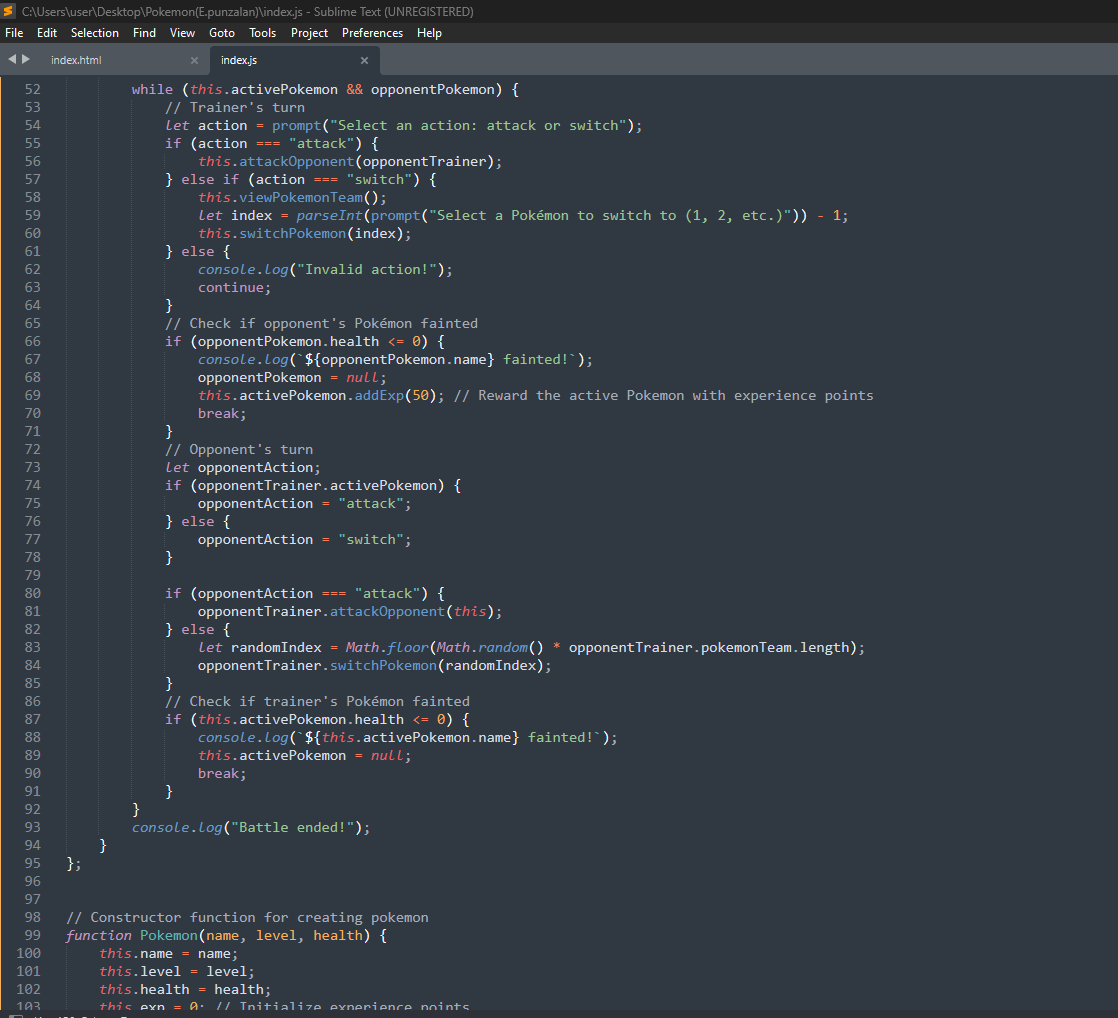 C:\Users\user\Desktop\Pokemon(E.punzalan)\index.js - Sublime Text (UNREGISTERED)
File Edit Selection Find View Goto Tools Project Preferences Help
index.html × index.js ×
52 while (this.activePokemon && opponentPokemon) {
53 // Trainer's turn
54 let action = prompt("Select an action: attack or switch");
55 if (action === "attack") {
56 this.attackOpponent(opponentTrainer);
57 } else if (action === "switch") {
58 this.viewPokemonTeam();
59 let index = parseInt(prompt("Select a Pokémon to switch to (1, 2, etc.)")) - 1;
60 this.switchPokemon(index);
61 } else {
62 console.log("Invalid action!");
63 continue;
64 }
65 // Check if opponent's Pokémon fainted
66 if (opponentPokemon.health <= 0) {
67 console.log(`${opponentPokemon.name} fainted!`);
68 opponentPokemon = null;
69 this.activePokemon.addExp(50); // Reward the active Pokemon with experience points
70 break;
71 }
72 // Opponent's turn
73 let opponentAction;
74 if (opponentTrainer.activePokemon) {
75 opponentAction = "attack";
76 } else {
77 opponentAction = "switch";
78 }
79
80 if (opponentAction === "attack") {
81 opponentTrainer.attackOpponent(this);
82 } else {
83 let randomIndex = Math.floor(Math.random() * opponentTrainer.pokemonTeam.length);
84 opponentTrainer.switchPokemon(randomIndex);
85 }
86 // Check if trainer's Pokémon fainted
87 if (this.activePokemon.health <= 0) {
88 console.log(`${this.activePokemon.name} fainted!`);
89 this.activePokemon = null;
90 break;
91 }
92 }
93 console.log("Battle ended!");
94 }
95 };
96
97
98 // Constructor function for creating pokemon
99 function Pokemon(name, level, health) {
100 this.name = name;
101 this.level = level;
102 this.health = health;
103 this.exp = 0; // Initialize experience points